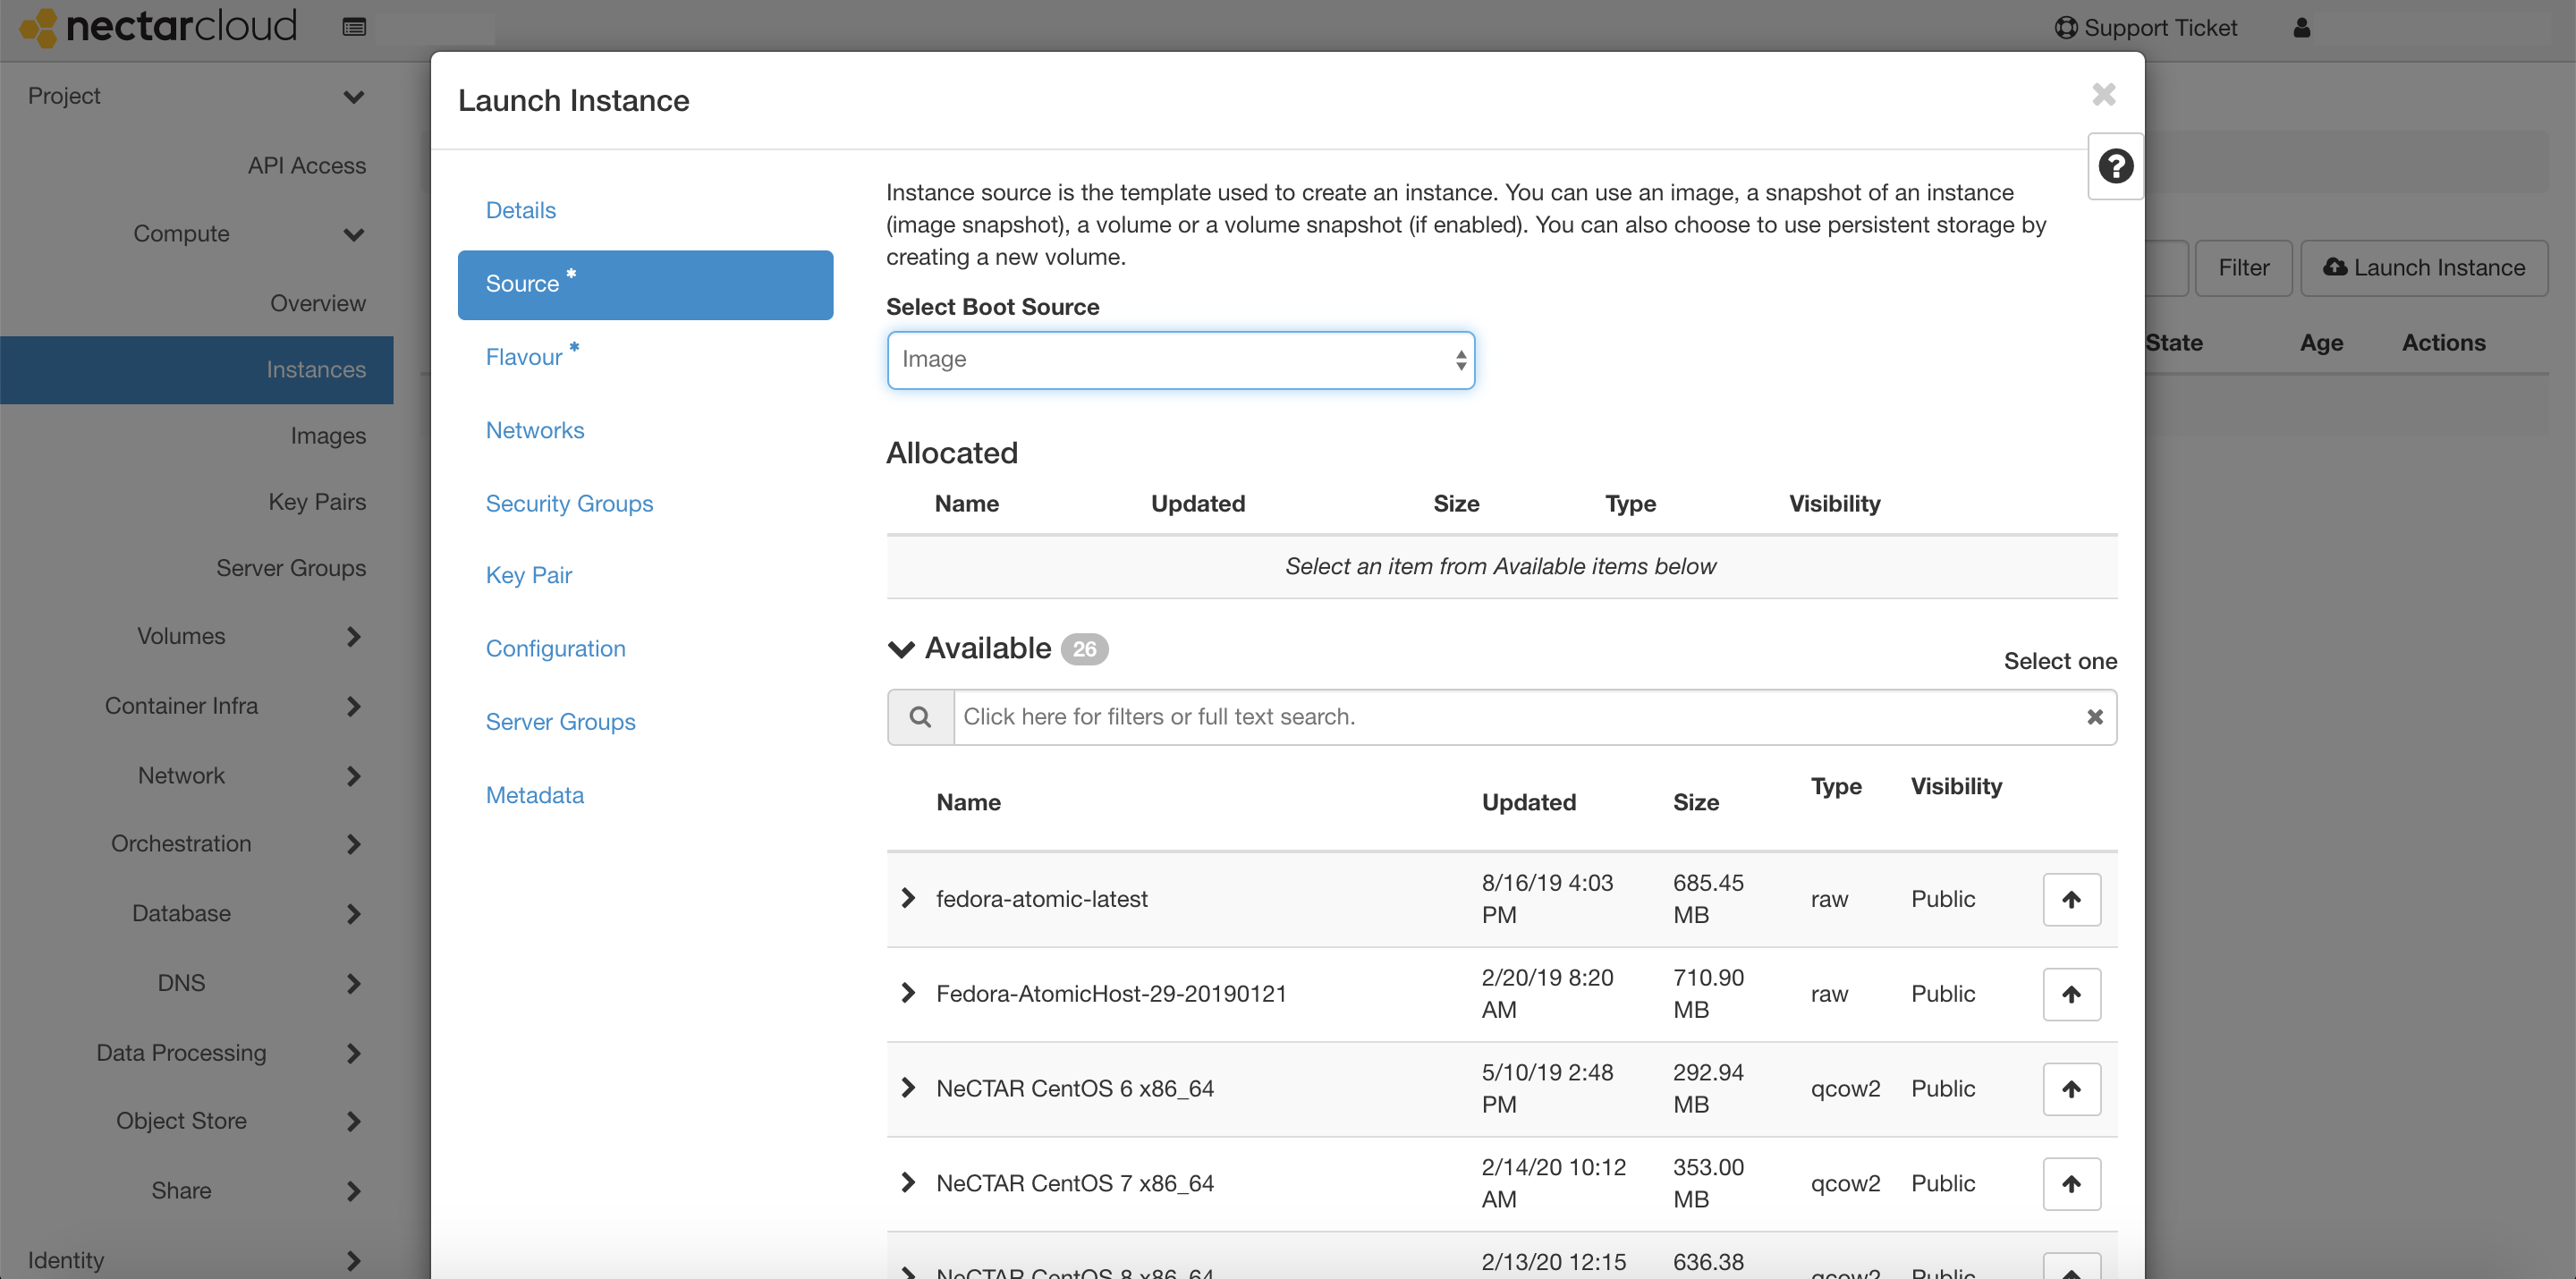 nectarcloud
Support Ticket
Project
API Access
Compute
Overview
Instances
Images
Key Pairs
Server Groups
Volumes
Container Infra
Network
Orchestration
Database
DNS
Data Processing
Object Store
Share
Identity
Filter
Launch Instance
State Age Actions
Launch Instance
Details
Source *
Flavour *
Networks
Security Groups
Key Pair
Configuration
Server Groups
Metadata
Instance source is the template used to create an instance. You can use an image, a snapshot of an instance
(image snapshot), a volume or a volume snapshot (if enabled). You can also choose to use persistent storage by
creating a new volume.
Select Boot Source
Image
Allocated
Name Updated Size Type Visibility
Select an item from Available items below
Available 26
Select one
Click here for filters or full text search.
Name Updated Size Type Visibility
fedora-atomic-latest 8/16/19 4:03 PM 685.45 MB raw Public
Fedora-AtomicHost-29-20190121 2/20/19 8:20 AM 710.90 MB raw Public
NeCTAR CentOS 6 x86_64 5/10/19 2:48 PM 292.94 MB qcow2 Public
NeCTAR CentOS 7 x86_64 2/14/20 10:12 AM 353.00 MB qcow2 Public
NeCTAR CentOS 8 x86_64 2/13/20 12:15 636.38 qcow2 Public